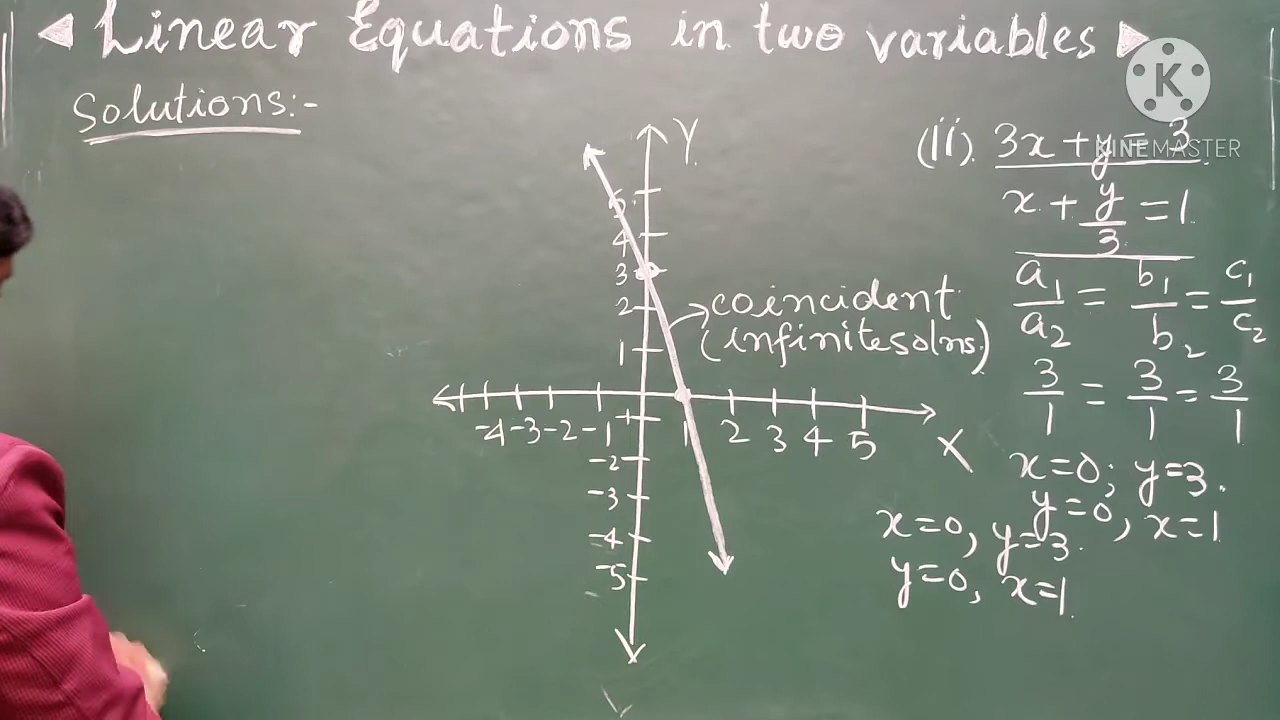 ◄ Linear Equations in two variables ►
Solutions:-
K
KINEMASTER
Y
5
4
3
2
1
-4 -3 -2 -1 1 2 3 4 5
X
-1
-2
-3
-4
-5
coincident
(infinite solns.)
(ii). 3x + y = 3
x + y/3 = 1
a₁/a₂ = b₁/b₂ = c₁/c₂
3/1 = 3/1 = 3/1
x=0; y=3.
y=0, x=1
x=0, y=3.
y=0, x=1